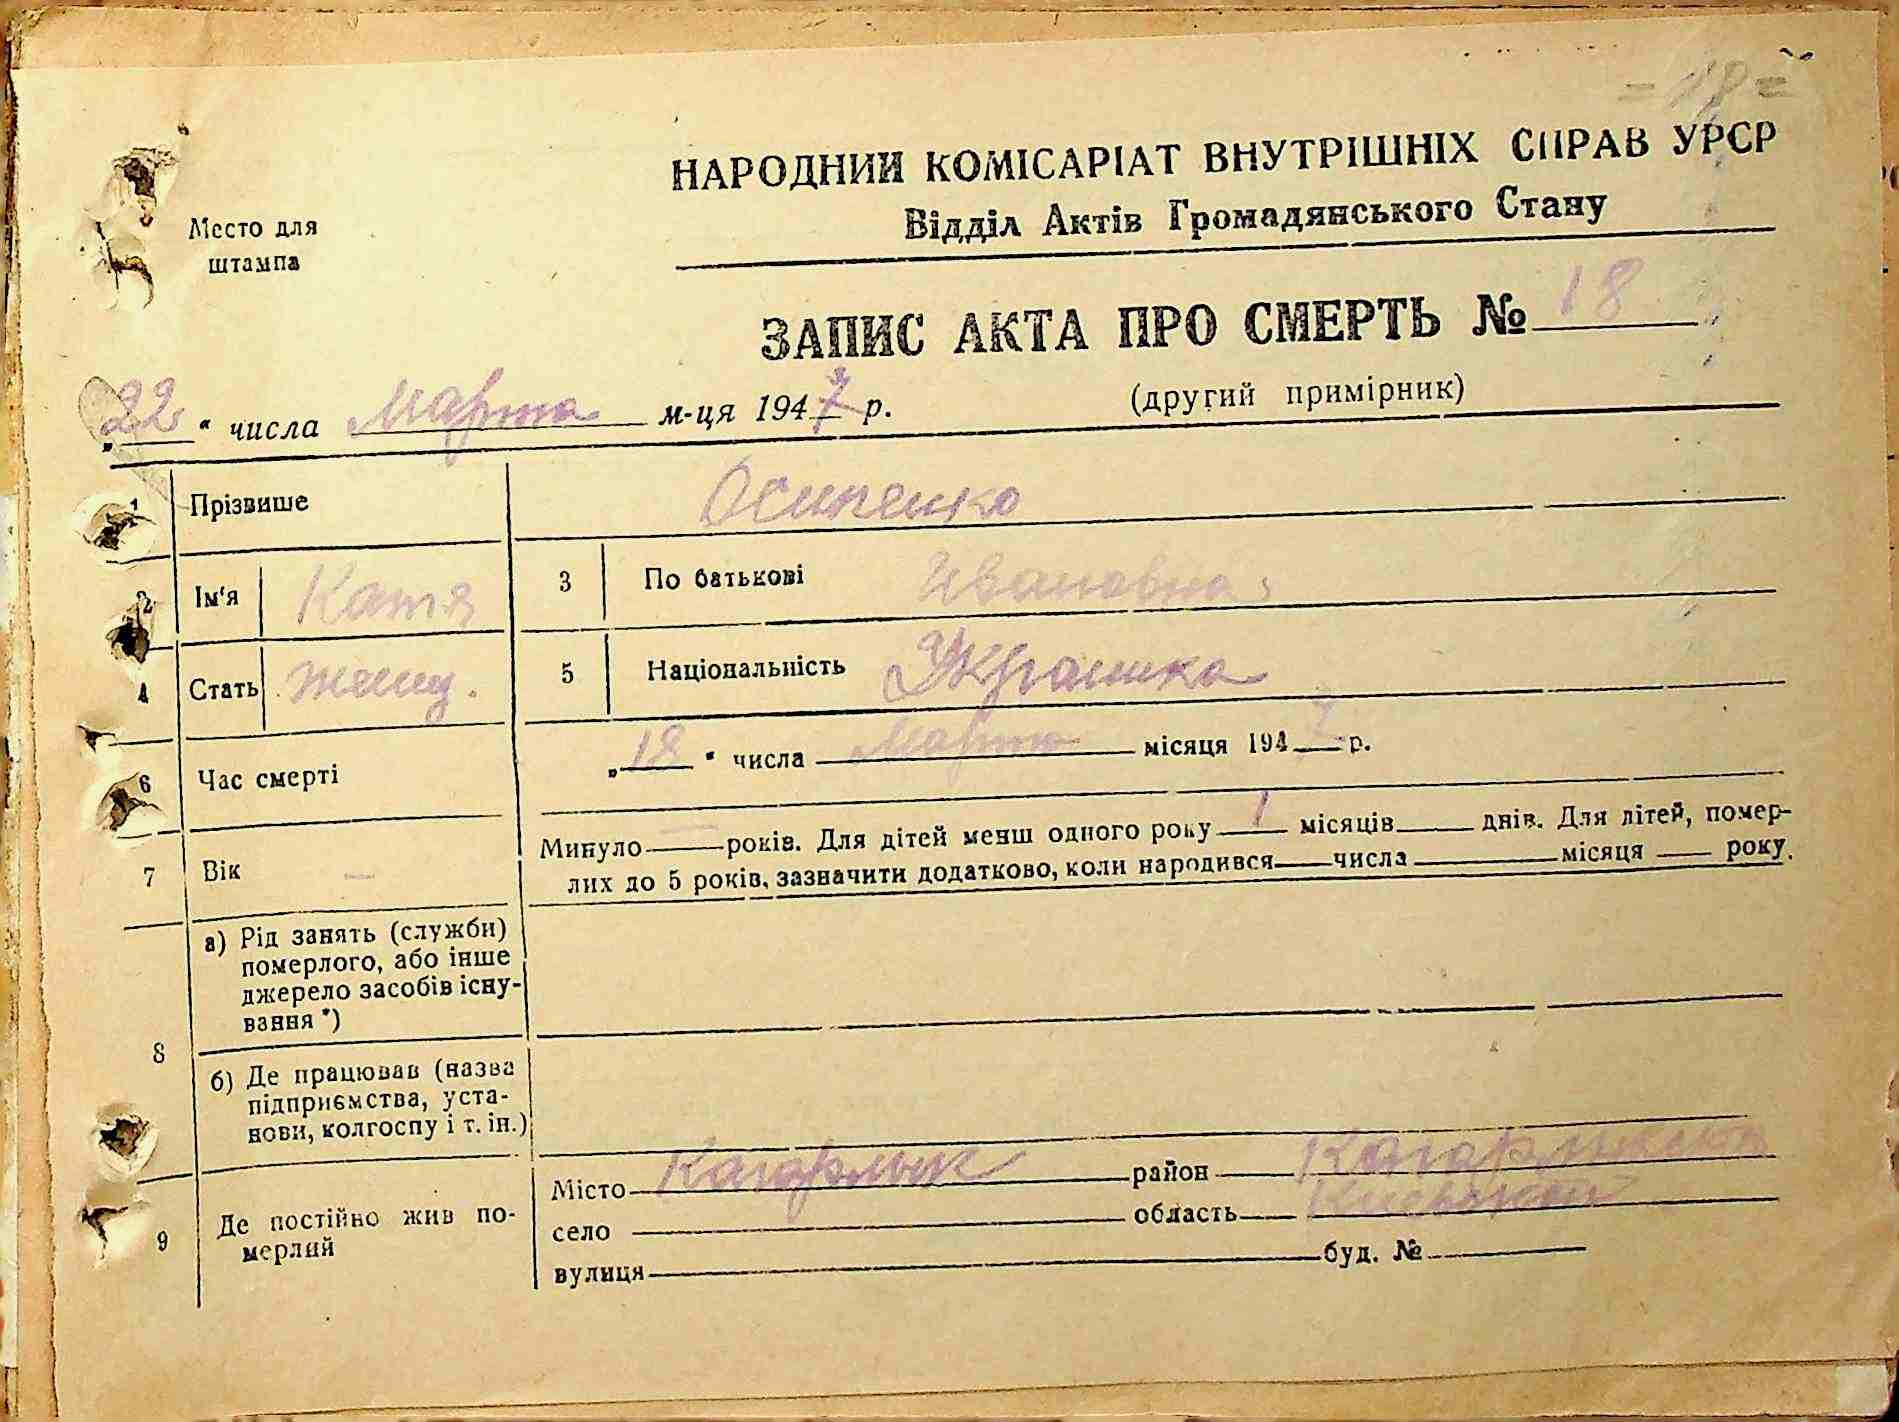 = 18 =
НАРОДНИЙ КОМІСАРІАТ ВНУТРІШНІХ СПРАВ УРСР
Відділ Актів Громадянського Стану
Место для
штампа
ЗАПИС АКТА ПРО СМЕРТЬ № 18
(другий примірник)
„22“ числа Марта м-ця 1947 р.
1 Прізвише Осипенко
2 Ім'я Катя 3 По батькові Ивановна
4 Стать женщ. 5 Національність Украинка
6 Час смерті „18“ числа Марта місяця 1947 р.
7 Вік — Минуло — років. Для дітей менш одного року 1 місяців днів. Для літей, помер-
лих до 5 років, зазначити додатково, коли народився числа місяця року.
8 а) Рід занять (служби)
померлого, або інше
джерело засобів існу-
вання *)
б) Де працював (назва
підприємства, уста-
нови, колгоспу і т. ін.)
9 Де постійно жив по-
мерлий
Місто Кагарлык район Кагарлыкский
село область Киевская
вулиця буд. №